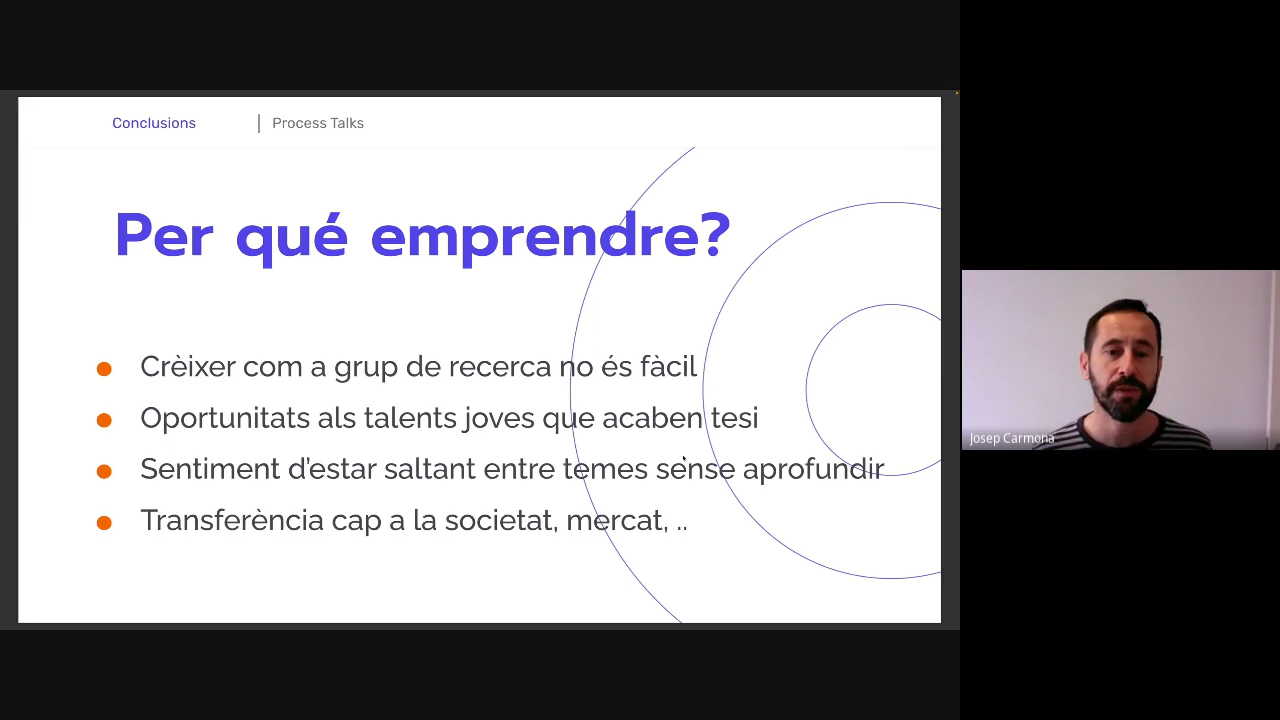 Conclusions | Process Talks
Per qué emprendre?
Crèixer com a grup de recerca no és fàcil
Oportunitats als talents joves que acaben tesi
Sentiment d'estar saltant entre temes sense aprofundir
Transferència cap a la societat, mercat, ..
Josep Carmona